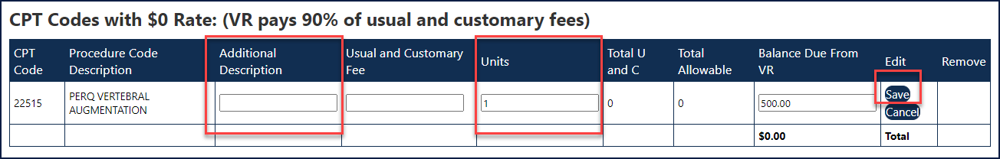 CPT Codes with $0 Rate: (VR pays 90% of usual and customary fees)
CPT Code
Procedure Code Description
Additional Description
Usual and Customary Fee
Units
Total U and C
Total Allowable
Balance Due From VR
Edit
Remove
22515
PERQ VERTEBRAL
AUGMENTATION
1
0
0
500.00
Save
Cancel
$0.00
Total